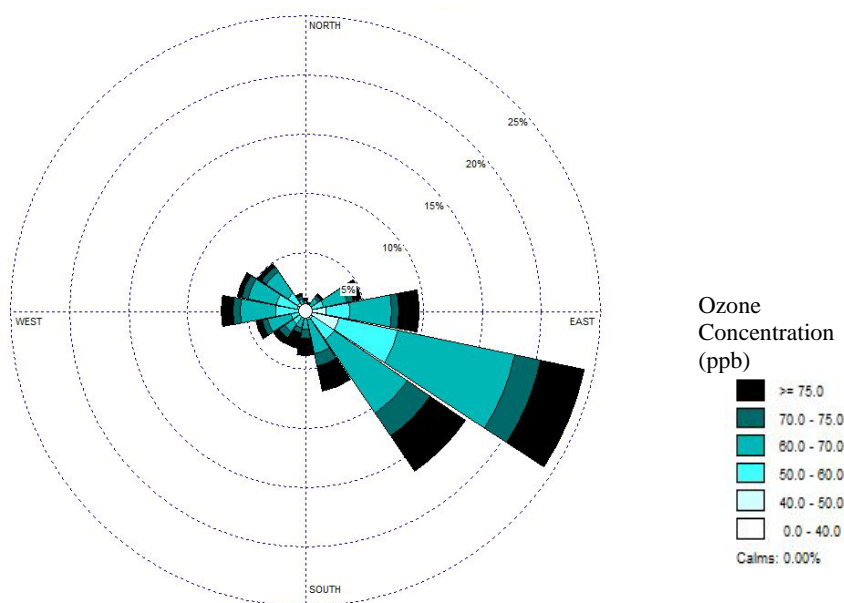 NORTH
25%
20%
15%
10%
5%
WEST
EAST
SOUTH
Ozone
Concentration
(ppb)
>= 75.0
70.0 - 75.0
60.0 - 70.0
50.0 - 60.0
40.0 - 50.0
0.0 - 40.0
Calms: 0.00%